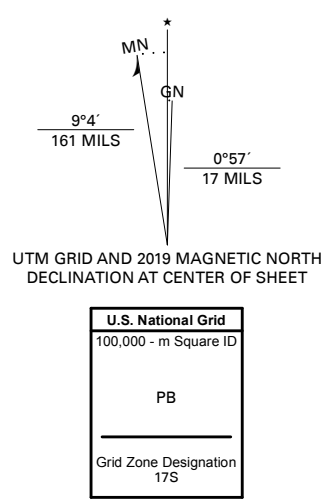 ★
MN
GN
9°4´
161 MILS
0°57´
17 MILS
UTM GRID AND 2019 MAGNETIC NORTH
DECLINATION AT CENTER OF SHEET
U.S. National Grid
100,000 - m Square ID
PB
Grid Zone Designation
17S